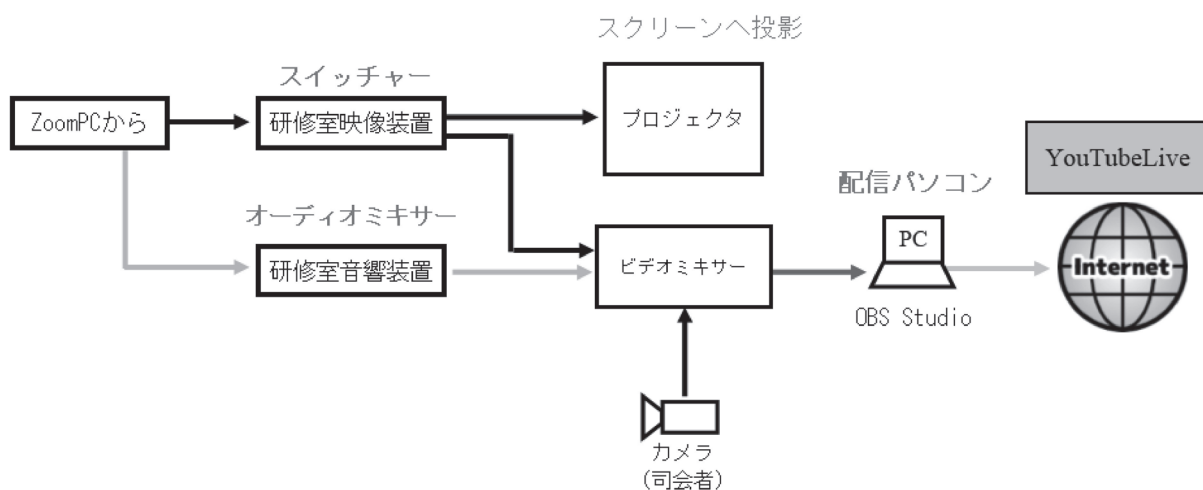 スクリーンへ投影
スイッチャー
ZoomPCから
研修室映像装置
プロジェクタ
YouTubeLive
配信パソコン
オーディオミキサー
研修室音響装置
ビデオミキサー
PC
Internet
OBS Studio
カメラ
(司会者)